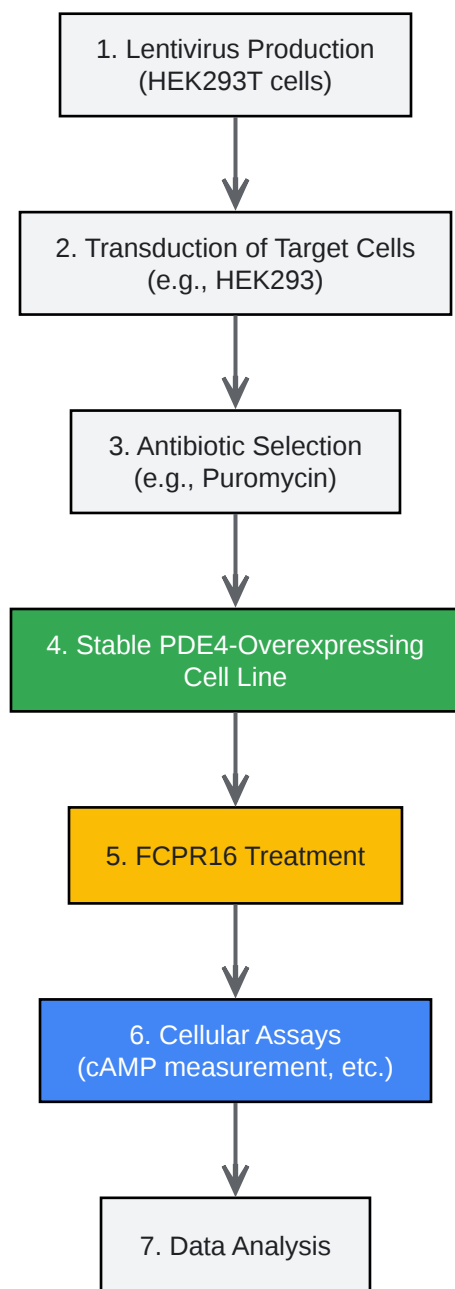 1. Lentivirus Production
(HEK293T cells)
2. Transduction of Target Cells
(e.g., HEK293)
3. Antibiotic Selection
(e.g., Puromycin)
4. Stable PDE4-Overexpressing
Cell Line
5. FCPR16 Treatment
6. Cellular Assays
(cAMP measurement, etc.)
7. Data Analysis